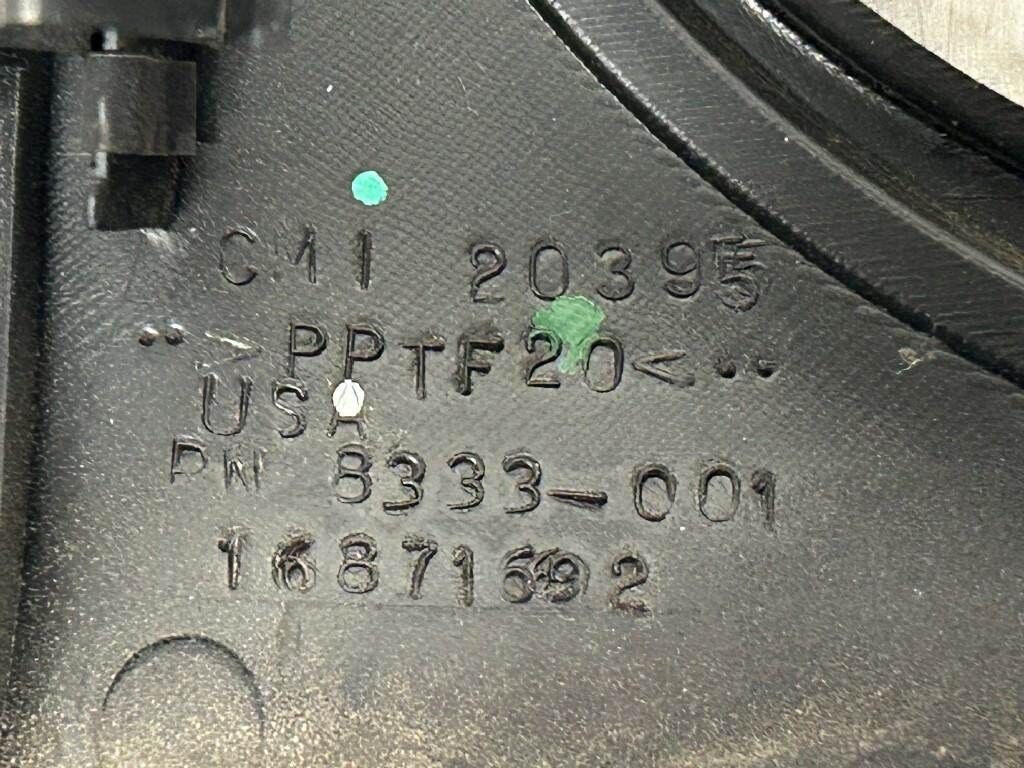 CM1 20395
">PPTF20<"
USA
PN 8333-001
16871692